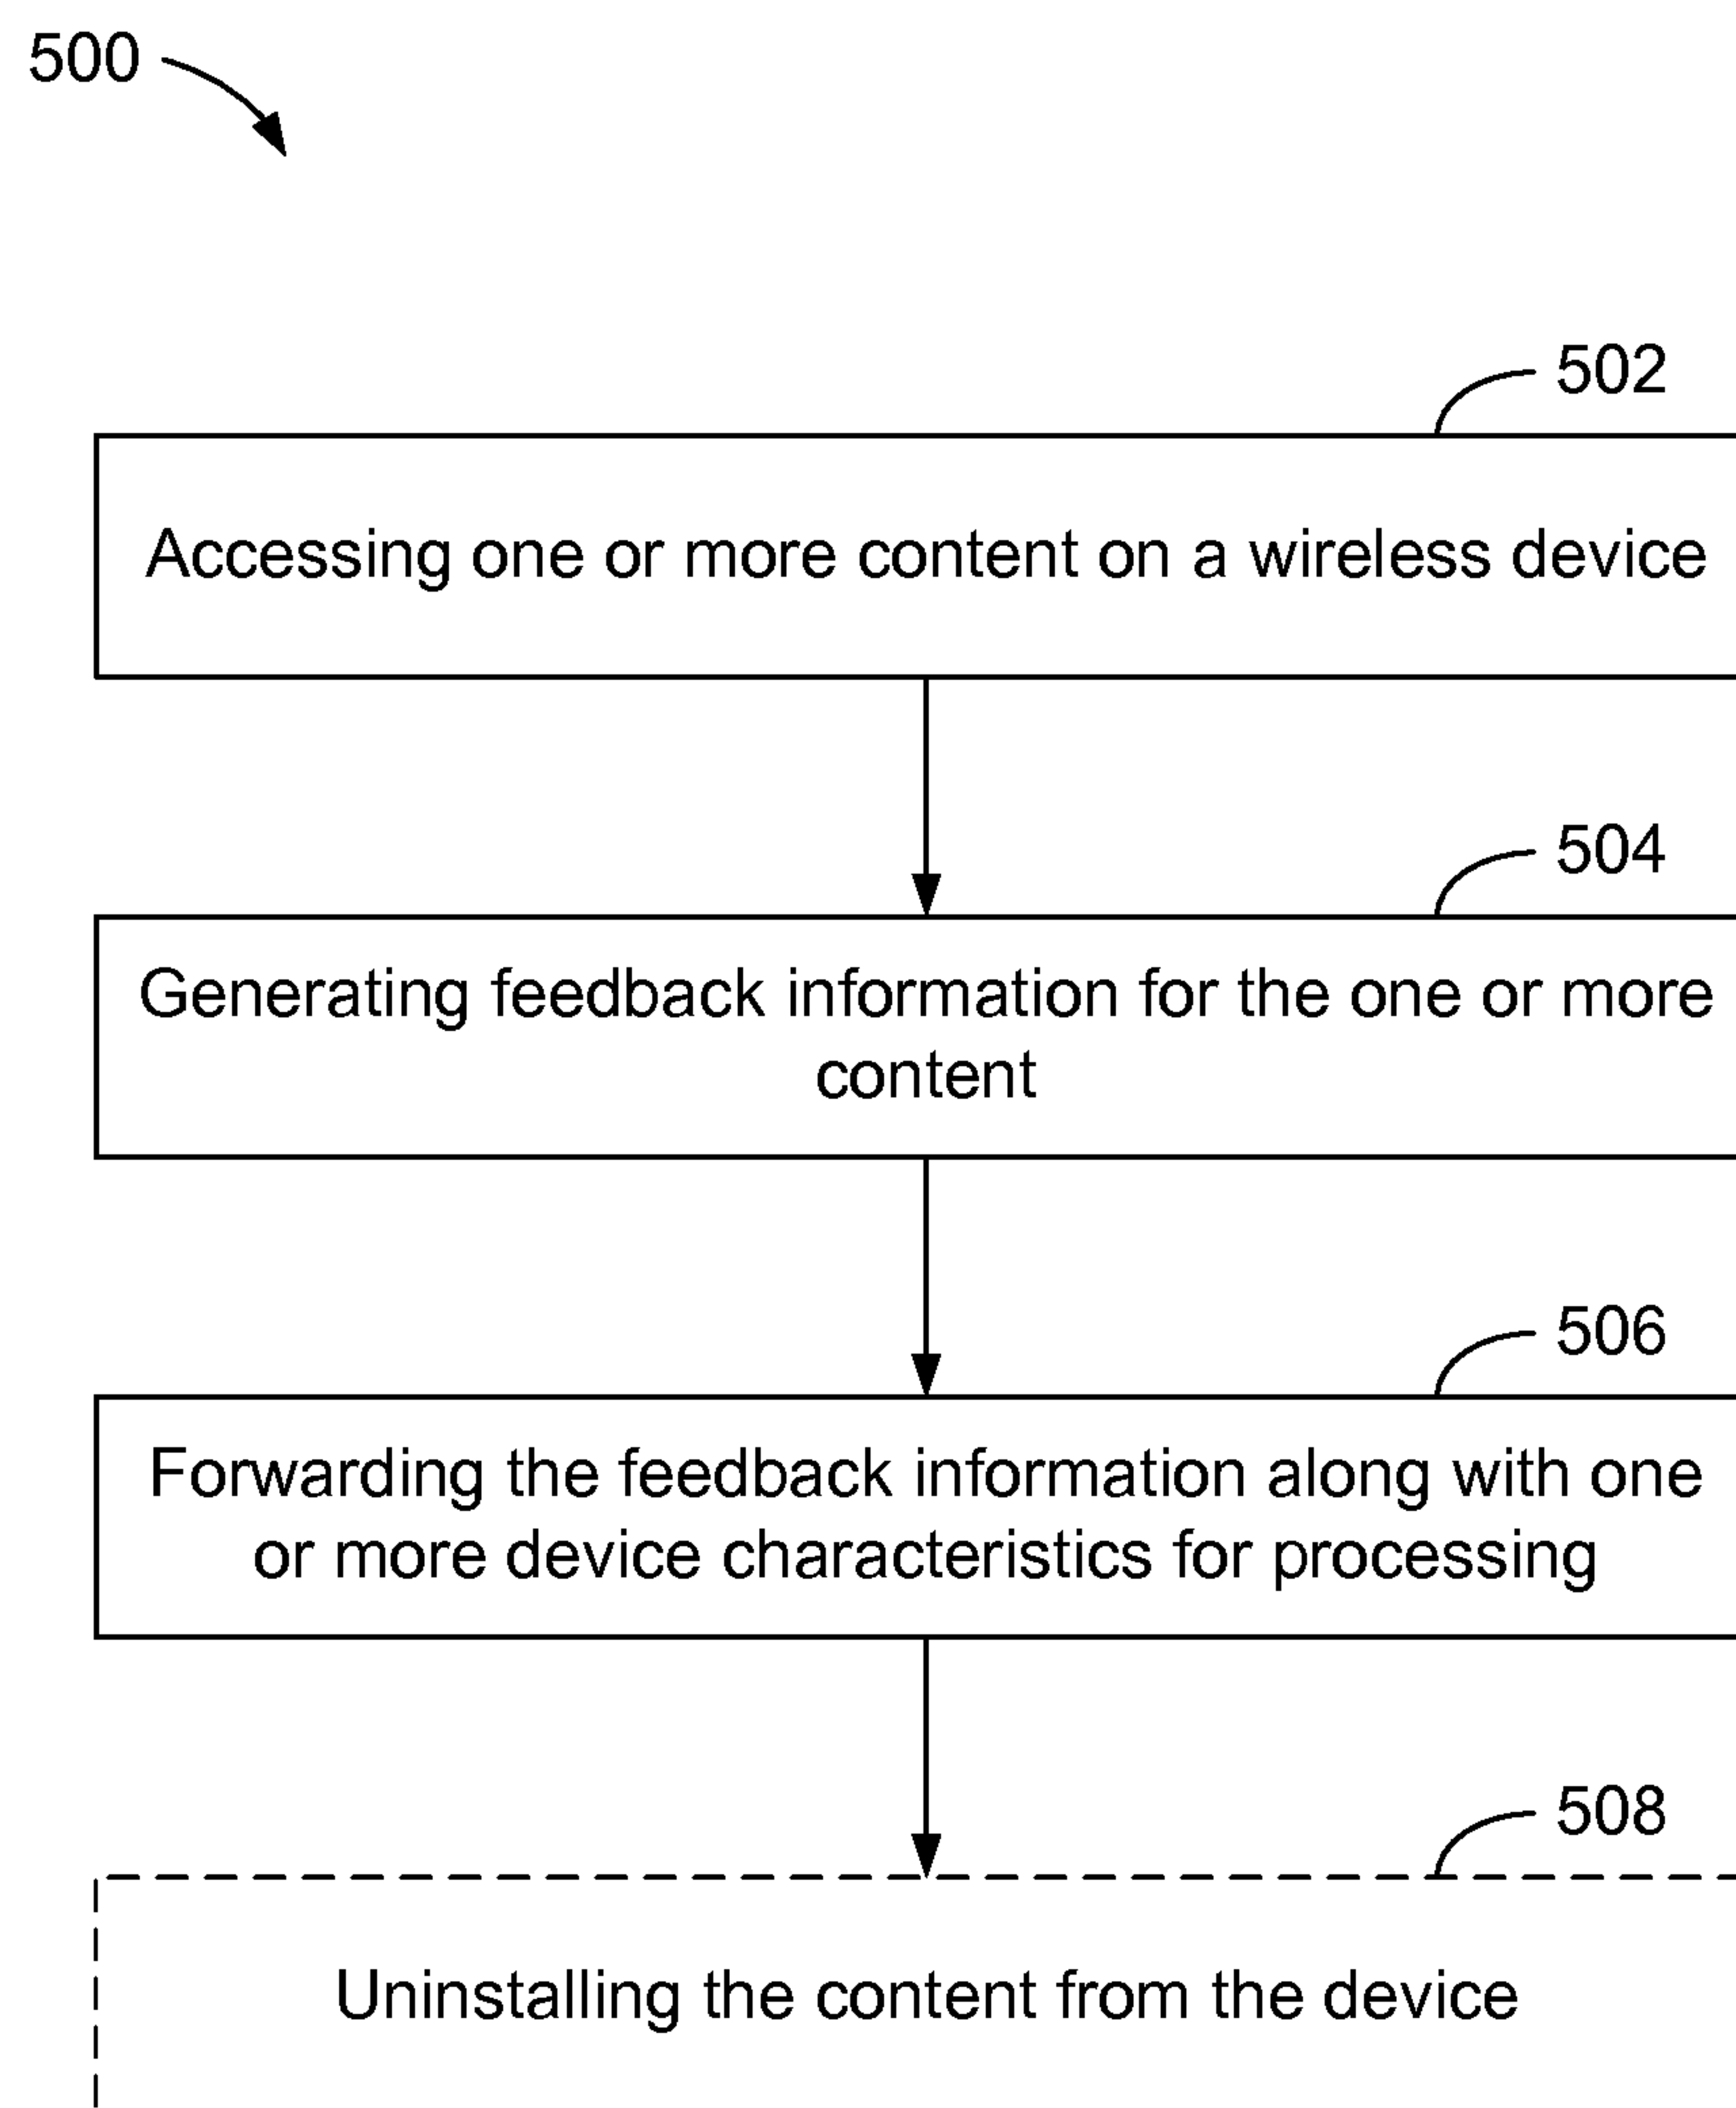 500
502
Accessing one or more content on a wireless device
504
Generating feedback information for the one or more
content
506
Forwarding the feedback information along with one
or more device characteristics for processing
508
Uninstalling the content from the device